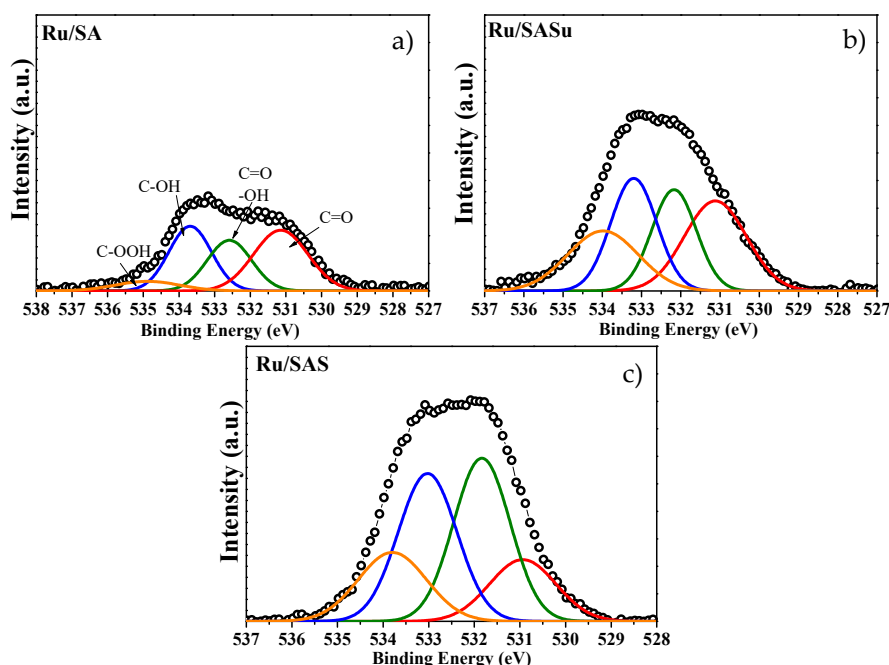 Ru/SA
a)
Intensity (a.u.)
C-OOH
C-OH
C=O
-OH
C=O
538 537 536 535 534 533 532 531 530 529 528 527
Binding Energy (eV)
Ru/SASu
b)
Intensity (a.u.)
537 536 535 534 533 532 531 530 529 528 527
Binding Energy (eV)
Ru/SAS
c)
Intensity (a.u.)
537 536 535 534 533 532 531 530 529 528
Binding Energy (eV)